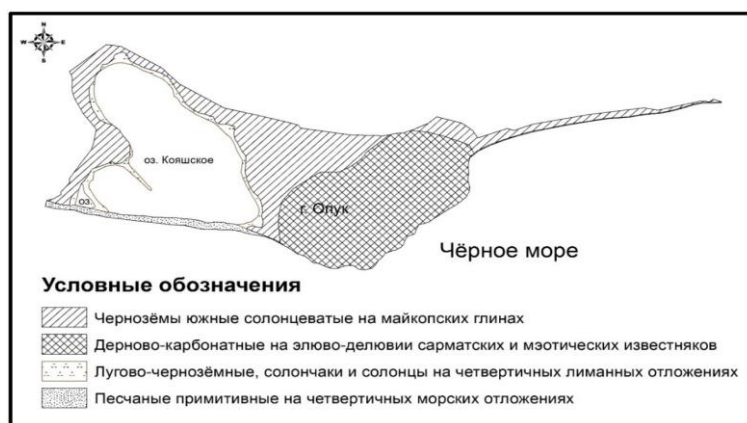 N
W E
S
оз. Кояшское
оз.
г. Опук
Чёрное море
Условные обозначения
Чернозёмы южные солонцеватые на майкопских глинах
Дерново-карбонатные на элюво-делювии сарматских и мэотических известняков
Лугово-чернозёмные, солончаки и солонцы на четвертичных лиманных отложениях
Песчаные примитивные на четвертичных морских отложениях